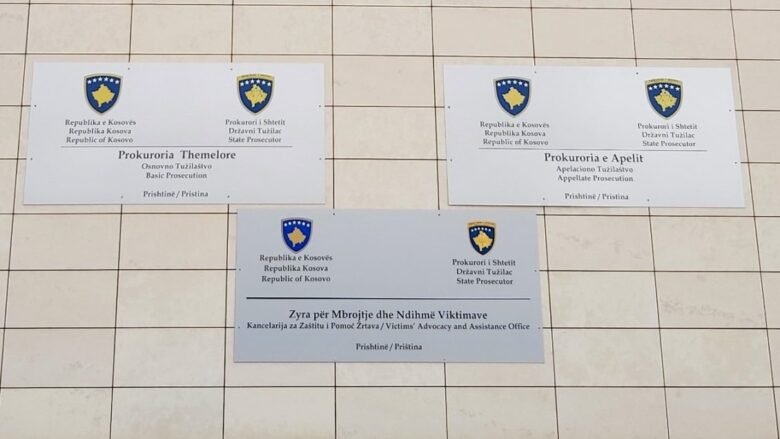 Republika e Kosovës
Republika Kosova
Republic of Kosovo
Prokurori i Shtetit
Državni Tužilac
State Prosecutor
Prokuroria Themelore
Osnovno Tužilaštvo
Basic Prosecution
Prishtinë / Pristina
Republika e Kosovës
Republika Kosova
Republic of Kosovo
Prokurori i Shtetit
Državni Tužilac
State Prosecutor
Prokuroria e Apelit
Apelaciono Tužilaštvo
Appellate Prosecution
Prishtinë / Pristina
Republika e Kosovës
Republika Kosova
Republic of Kosovo
Prokurori i Shtetit
Državni Tužilac
State Prosecutor
Zyra për Mbrojtje dhe Ndihmë Viktimave
Kancelarija za Zaštitu i Pomoč Žrtava / Victims' Advocacy and Assistance Office
Prishtinë / Priština